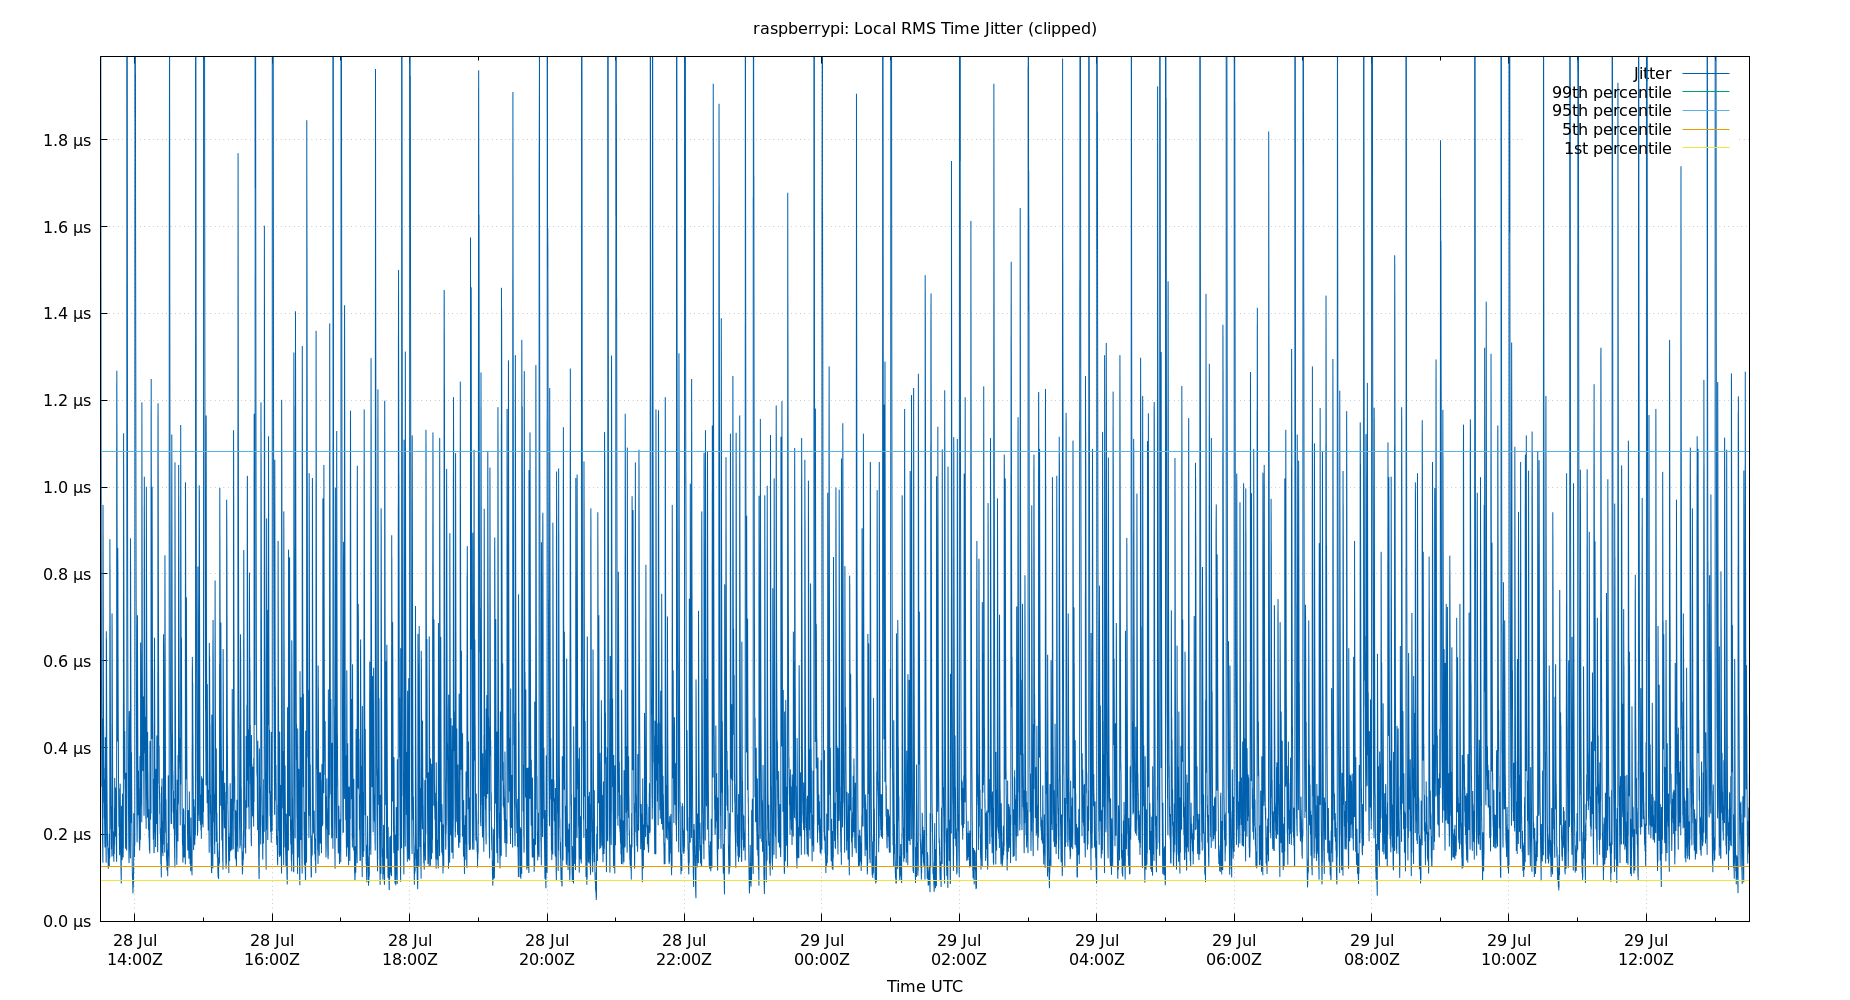 raspberrypi: Local RMS Time Jitter (clipped)
Jitter
99th percentile
95th percentile
5th percentile
1st percentile
1.8 µs
1.6 µs
1.4 µs
1.2 µs
1.0 µs
0.8 µs
0.6 µs
0.4 µs
0.2 µs
0.0 µs
28 Jul 28 Jul 28 Jul 28 Jul 28 Jul 29 Jul 29 Jul 29 Jul 29 Jul 29 Jul 29 Jul 29 Jul
14:00Z 16:00Z 18:00Z 20:00Z 22:00Z 00:00Z 02:00Z 04:00Z 06:00Z 08:00Z 10:00Z 12:00Z
Time UTC